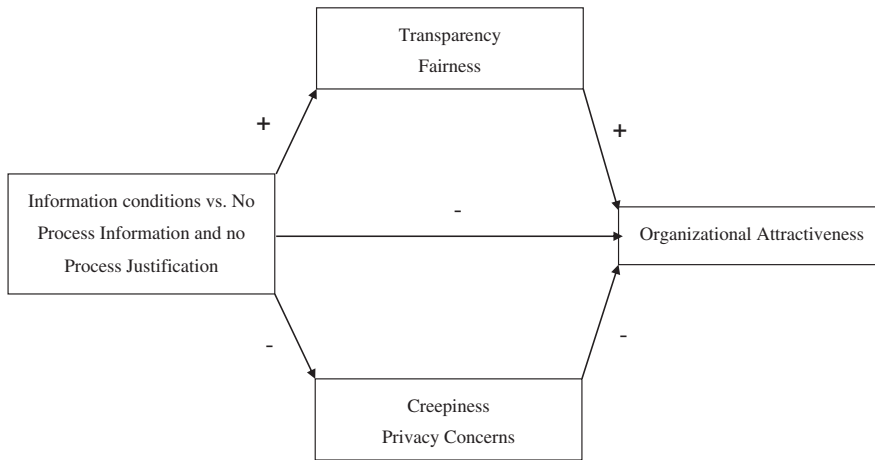 Transparency
Fairness
+
+
Information conditions vs. No
Process Information and no
Process Justification
-
Organizational Attractiveness
-
-
Creepiness
Privacy Concerns